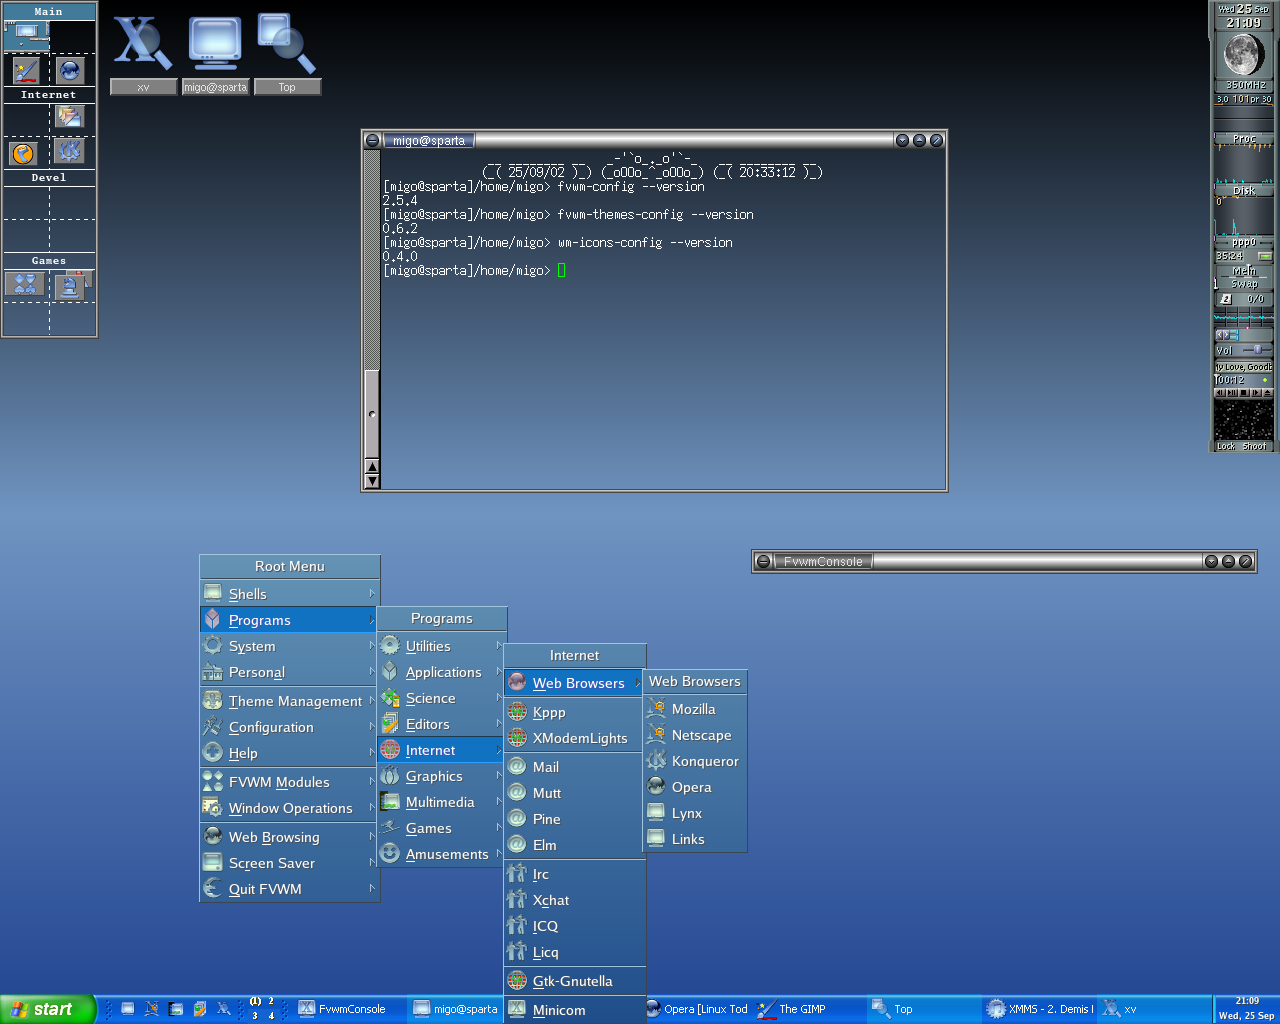 Main
Internet
Devel
Games
xv
migo@sparta
Top
migo@sparta
(_( 25/09/02 )_) (_oOOo_^_oOOo_) (_( 20:33:12 )_)
[migo@sparta]/home/migo> fvwm-config --version
2.5.4
[migo@sparta]/home/migo> fvwm-themes-config --version
0.6.2
[migo@sparta]/home/migo> wm-icons-config --version
0.4.0
[migo@sparta]/home/migo>
Wed 25 Sep
21:09
350MHz
3.0 101pr 30
Proc
Disk
0
ppp0
35:24
Mem
Swap
2 0/0
Vol
My Love, Goodb
00:12
Lock Shoot
FvwmConsole
Root Menu
Shells
Programs
System
Personal
Theme Management
Configuration
Help
FVWM Modules
Window Operations
Web Browsing
Screen Saver
Quit FVWM
Programs
Utilities
Applications
Science
Editors
Internet
Graphics
Multimedia
Games
Amusements
Internet
Web Browsers
Kppp
XModemLights
Mail
Mutt
Pine
Elm
Irc
Xchat
ICQ
Licq
Gtk-Gnutella
Minicom
Web Browsers
Mozilla
Netscape
Konqueror
Opera
Lynx
Links
start
(1) 2
3 4
FvwmConsole
migo@sparta
Opera [Linux Tod
The GIMP
Top
XMMS - 2. Demis
xv
21:09
Wed, 25 Sep